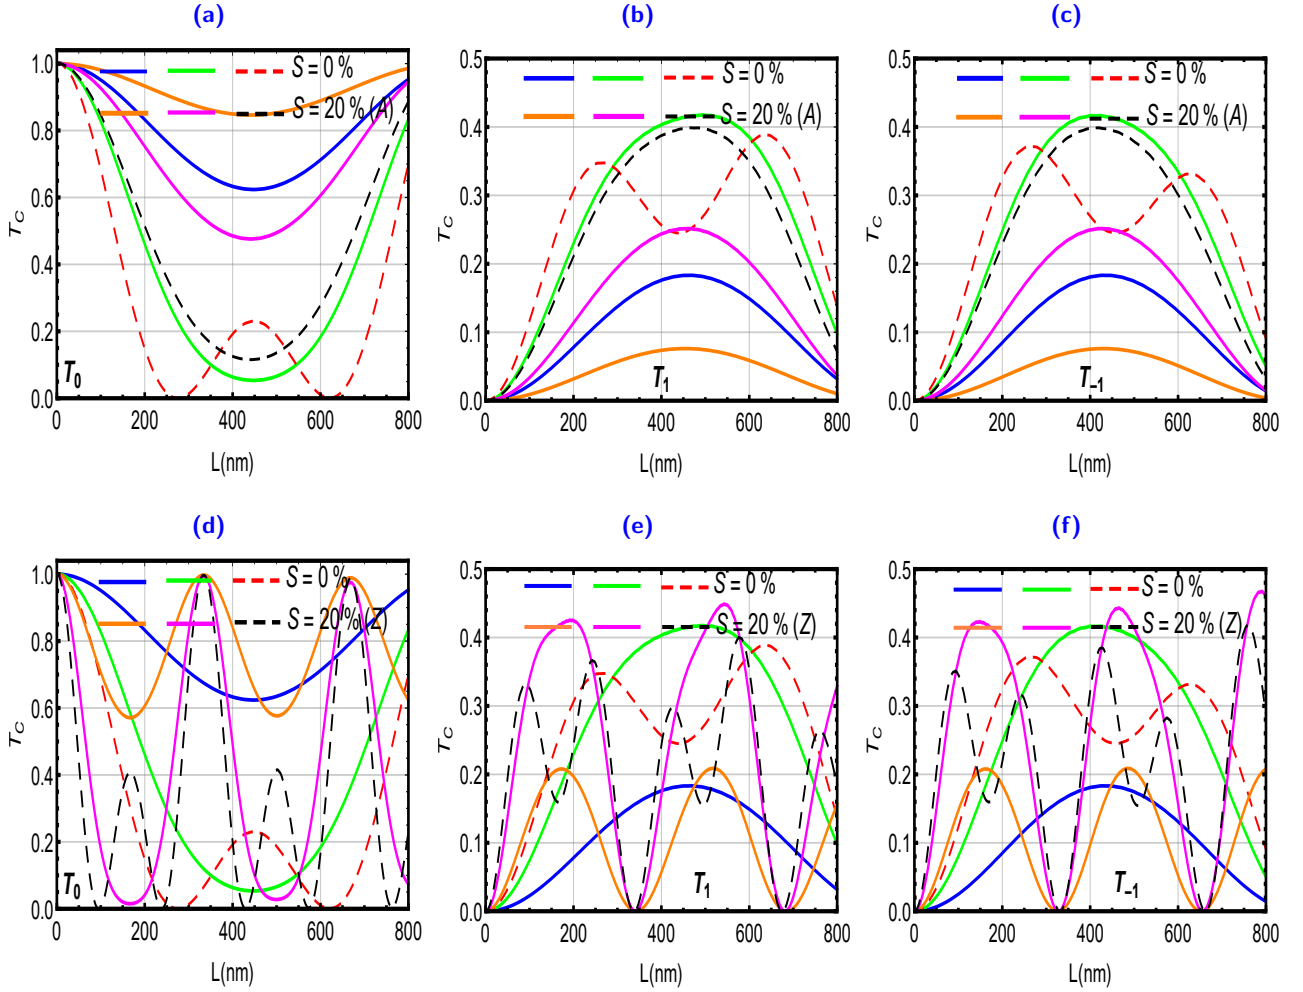 (a)
1.0
0.8
0.6
0.4
0.2
0.0
T_C
S = 0 %
S = 20 % (A)
T_0
0 200 400 600 800
L(nm)
(b)
0.5
0.4
0.3
0.2
0.1
0.0
T_C
S = 0 %
S = 20 % (A)
T_1
0 200 400 600 800
L(nm)
(c)
0.5
0.4
0.3
0.2
0.1
0.0
T_C
S = 0 %
S = 20 % (A)
T_{-1}
0 200 400 600 800
L(nm)
(d)
1.0
0.8
0.6
0.4
0.2
0.0
T_C
S = 0 %
S = 20 % (Z)
T_0
0 200 400 600 800
L(nm)
(e)
0.5
0.4
0.3
0.2
0.1
0.0
T_C
S = 0 %
S = 20 % (Z)
T_1
0 200 400 600 800
L(nm)
(f)
0.5
0.4
0.3
0.2
0.1
0.0
T_C
S = 0 %
S = 20 % (Z)
T_{-1}
0 200 400 600 800
L(nm)